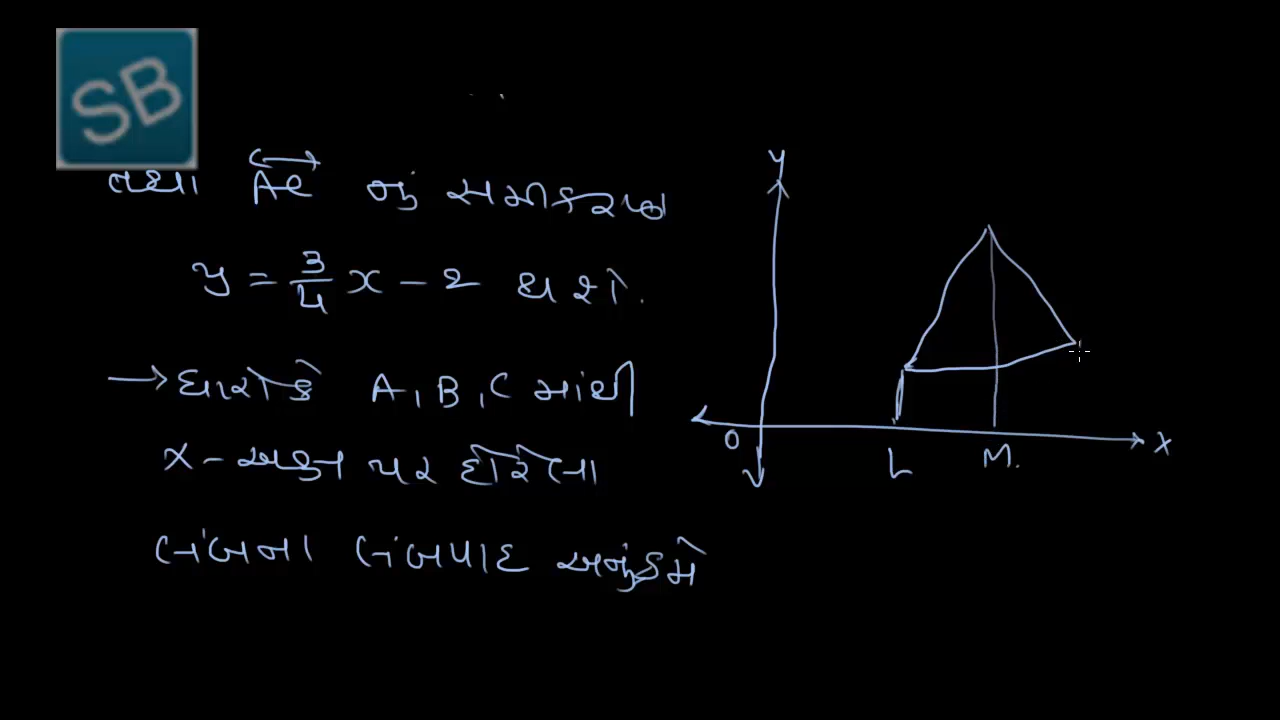 SB
તથા AC નું સમીકરણ
y = 3/4 x - 2 થશે.
→ ધારો કે A, B, C માંથી
x - અક્ષ પર દોરેલા
લંબના લંબપાદ અનુક્રમે
y
O
L
M.
X